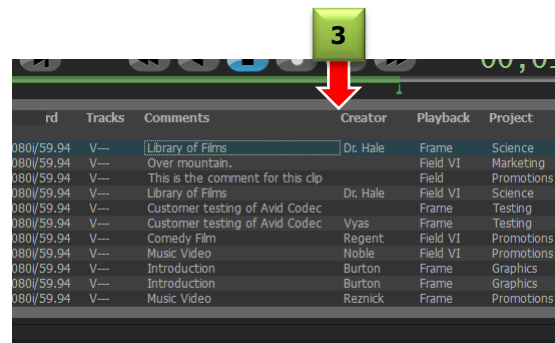 3
00;0
rd Tracks Comments Creator Playback Project
080i/59.94 V--- Library of Films Dr. Hale Frame Science
080i/59.94 V--- Over mountain. Field VI Marketing
080i/59.94 V--- This is the comment for this clip Field Promotions
080i/59.94 V--- Library of Films Dr. Hale Field VI Science
080i/59.94 V--- Customer testing of Avid Codec Frame Testing
080i/59.94 V--- Customer testing of Avid Codec Vyas Frame Testing
080i/59.94 V--- Comedy Film Regent Field VI Promotions
080i/59.94 V--- Music Video Noble Field VI Promotions
080i/59.94 V--- Introduction Burton Frame Graphics
080i/59.94 V--- Introduction Burton Frame Graphics
080i/59.94 V--- Music Video Reznick Frame Promotions